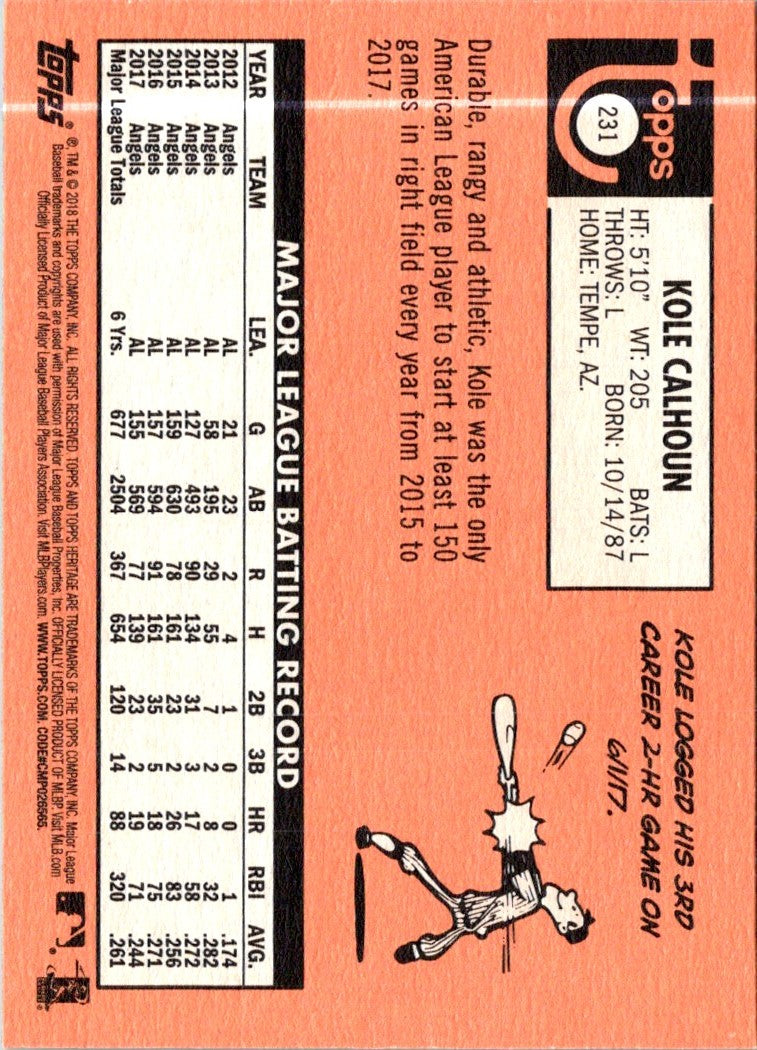 Topps
231
KOLE CALHOUN
HT: 5'10" WT: 205 BATS: L
THROWS: L BORN: 10/14/87
HOME: TEMPE, AZ.
KOLE LOGGED HIS 3RD
CAREER 2-HR GAME ON
6/1/17.
Durable, rangy and athletic, Kole was the only
American League player to start at least 150
games in right field every year from 2015 to
2017.
MAJOR LEAGUE BATTING RECORD
YEAR TEAM LEA. G AB R H 2B 3B HR RBI AVG.
2012 Angels AL 21 23 2 4 1 0 0 1 .174
2013 Angels AL 58 195 29 55 7 2 8 32 .282
2014 Angels AL 127 493 90 134 31 3 17 58 .272
2015 Angels AL 159 630 78 161 23 2 26 83 .256
2016 Angels AL 157 594 91 161 35 5 18 75 .271
2017 Angels AL 155 569 77 139 23 2 19 71 .244
Major League Totals 6 Yrs. 677 2504 367 654 120 14 88 320 .261
Topps
®, TM & © 2018 THE TOPPS COMPANY, INC. ALL RIGHTS RESERVED. TOPPS AND TOPPS HERITAGE ARE TRADEMARKS OF THE TOPPS COMPANY, INC. Major League
Baseball trademarks and copyrights are used with permission of Major League Baseball Properties, Inc. OFFICIALLY LICENSED PRODUCT OF MLBP. Visit MLB.com
Officially Licensed Product of Major League Baseball Players Association. Visit MLBPlayers.com. WWW.TOPPS.COM. CODE#CMP026565.